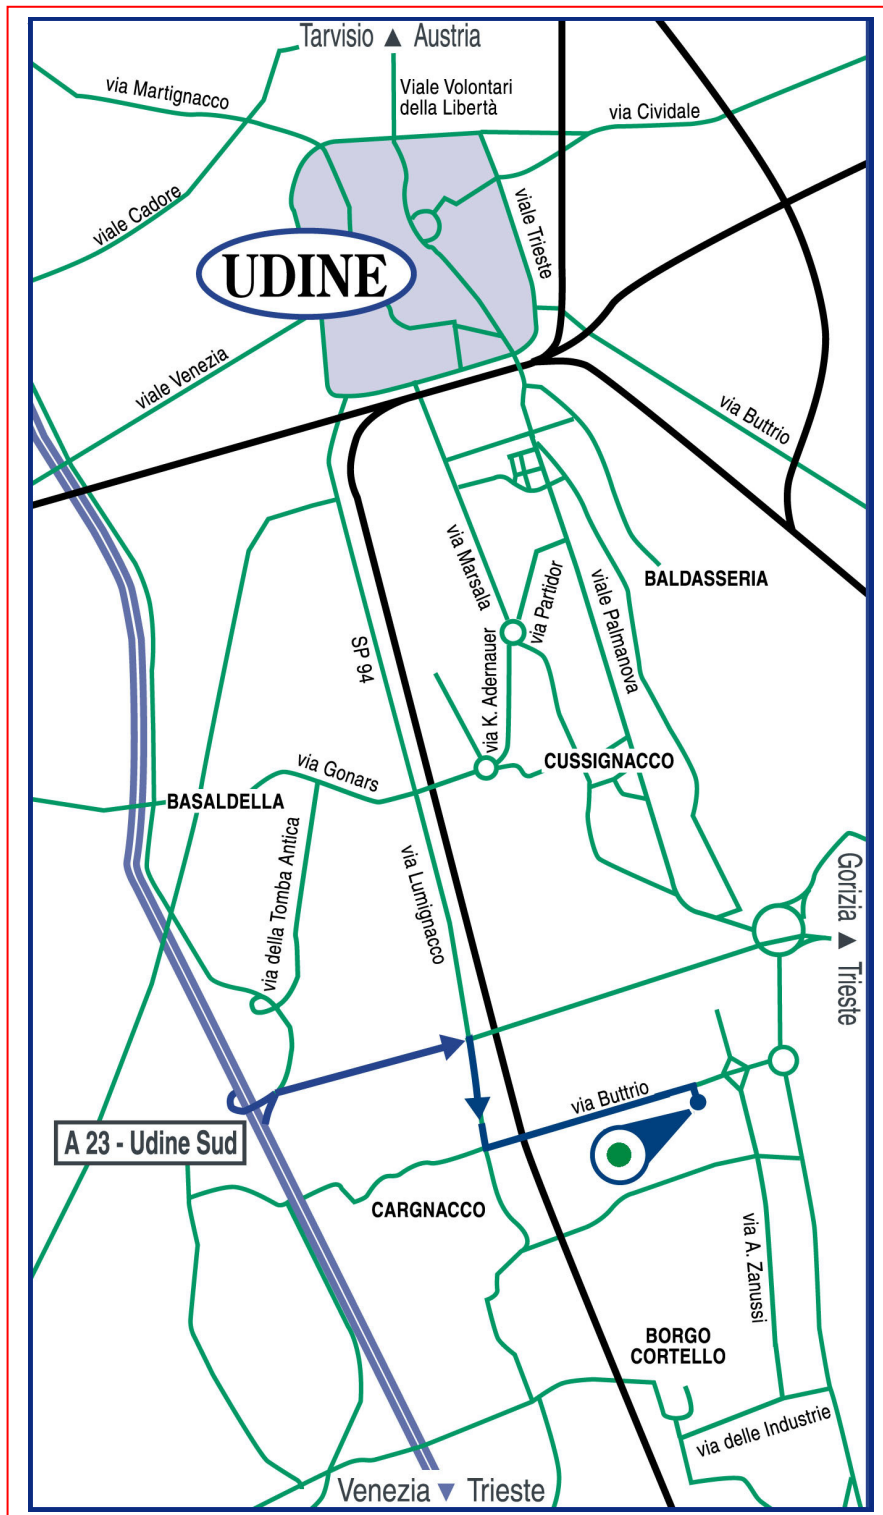 Tarvisio ▲ Austria
via Martignacco
Viale Volontari
della Libertà
via Cividale
viale Cadore
viale Trieste
UDINE
viale Venezia
via Buttrio
via Marsala
via Partidor
BALDASSERIA
viale Palmanova
SP 94
via K. Adernauer
via Gonars
CUSSIGNACCO
BASALDELLA
via della Tomba Antica
via Lumignacco
Gorizia ▲ Trieste
via Buttrio
A 23 - Udine Sud
CARGNACCO
via A. Zanussi
BORGO
CORTELLO
via delle Industrie
Venezia ▼ Trieste